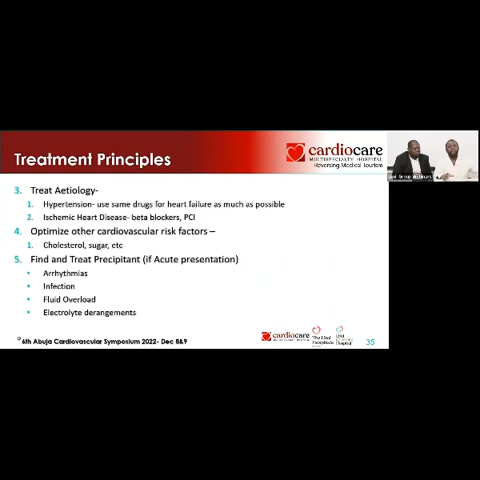 Treatment Principles
cardiocare
MULTISPECIALTY HOSPITAL
Reversing Medical Tourism
3. Treat Aetiology-
1. Hypertension- use same drugs for heart failure as much as possible
2. Ischemic Heart Disease- beta blockers, PCI
4. Optimize other cardiovascular risk factors –
1. Cholesterol, sugar, etc
5. Find and Treat Precipitant (if Acute presentation)
• Arrhythmias
• Infection
• Fluid Overload
• Electrolyte derangements
6th Abuja Cardiovascular Symposium 2022- Dec 8&9
cardiocare
35